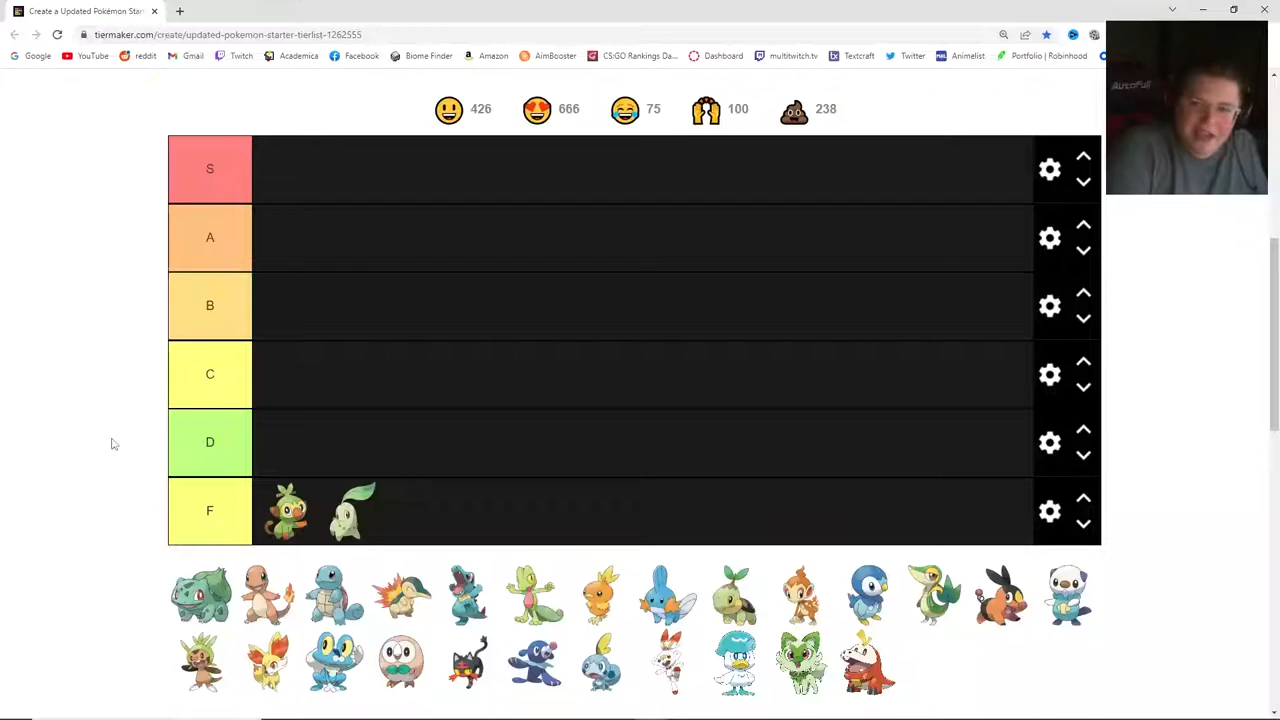 Create a Updated Pokémon Star
tiermaker.com/create/updated-pokemon-starter-tierlist-1262555
Google YouTube reddit Gmail Twitch Academica Facebook Biome Finder Amazon AimBooster CS:GO Rankings Da... Dashboard multitwitch.tv Textcraft Twitter Animelist Portfolio | Robinhood
AutoFull
426 666 75 100 238
S
A
B
C
D
F